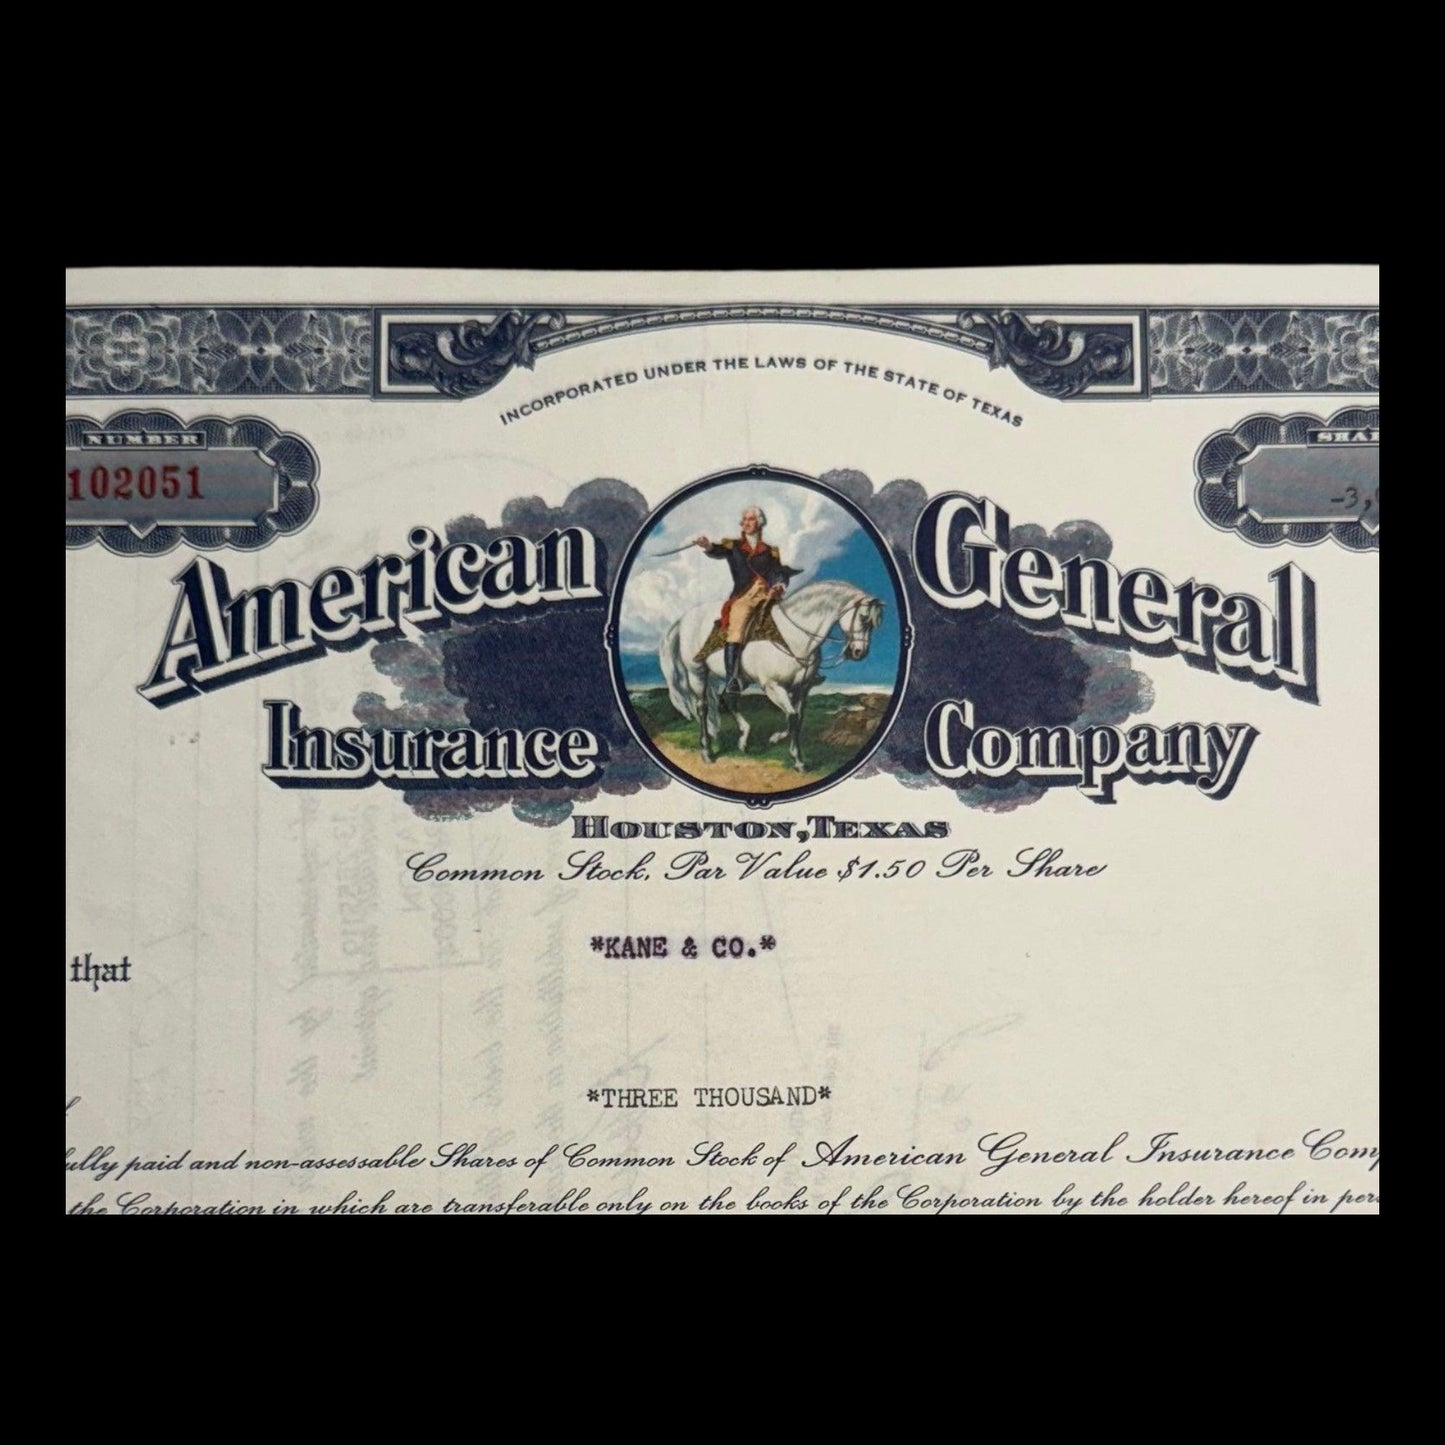 INCORPORATED UNDER THE LAWS OF THE STATE OF TEXAS
NUMBER
102051
SHA
-3,
American General
Insurance Company
HOUSTON, TEXAS
Common Stock, Par Value $1.50 Per Share
*KANE & CO.*
that
*THREE THOUSAND*
fully paid and non-assessable Shares of Common Stock of American General Insurance Com
the Corporation in which are transferable only on the books of the Corporation by the holder hereof in per